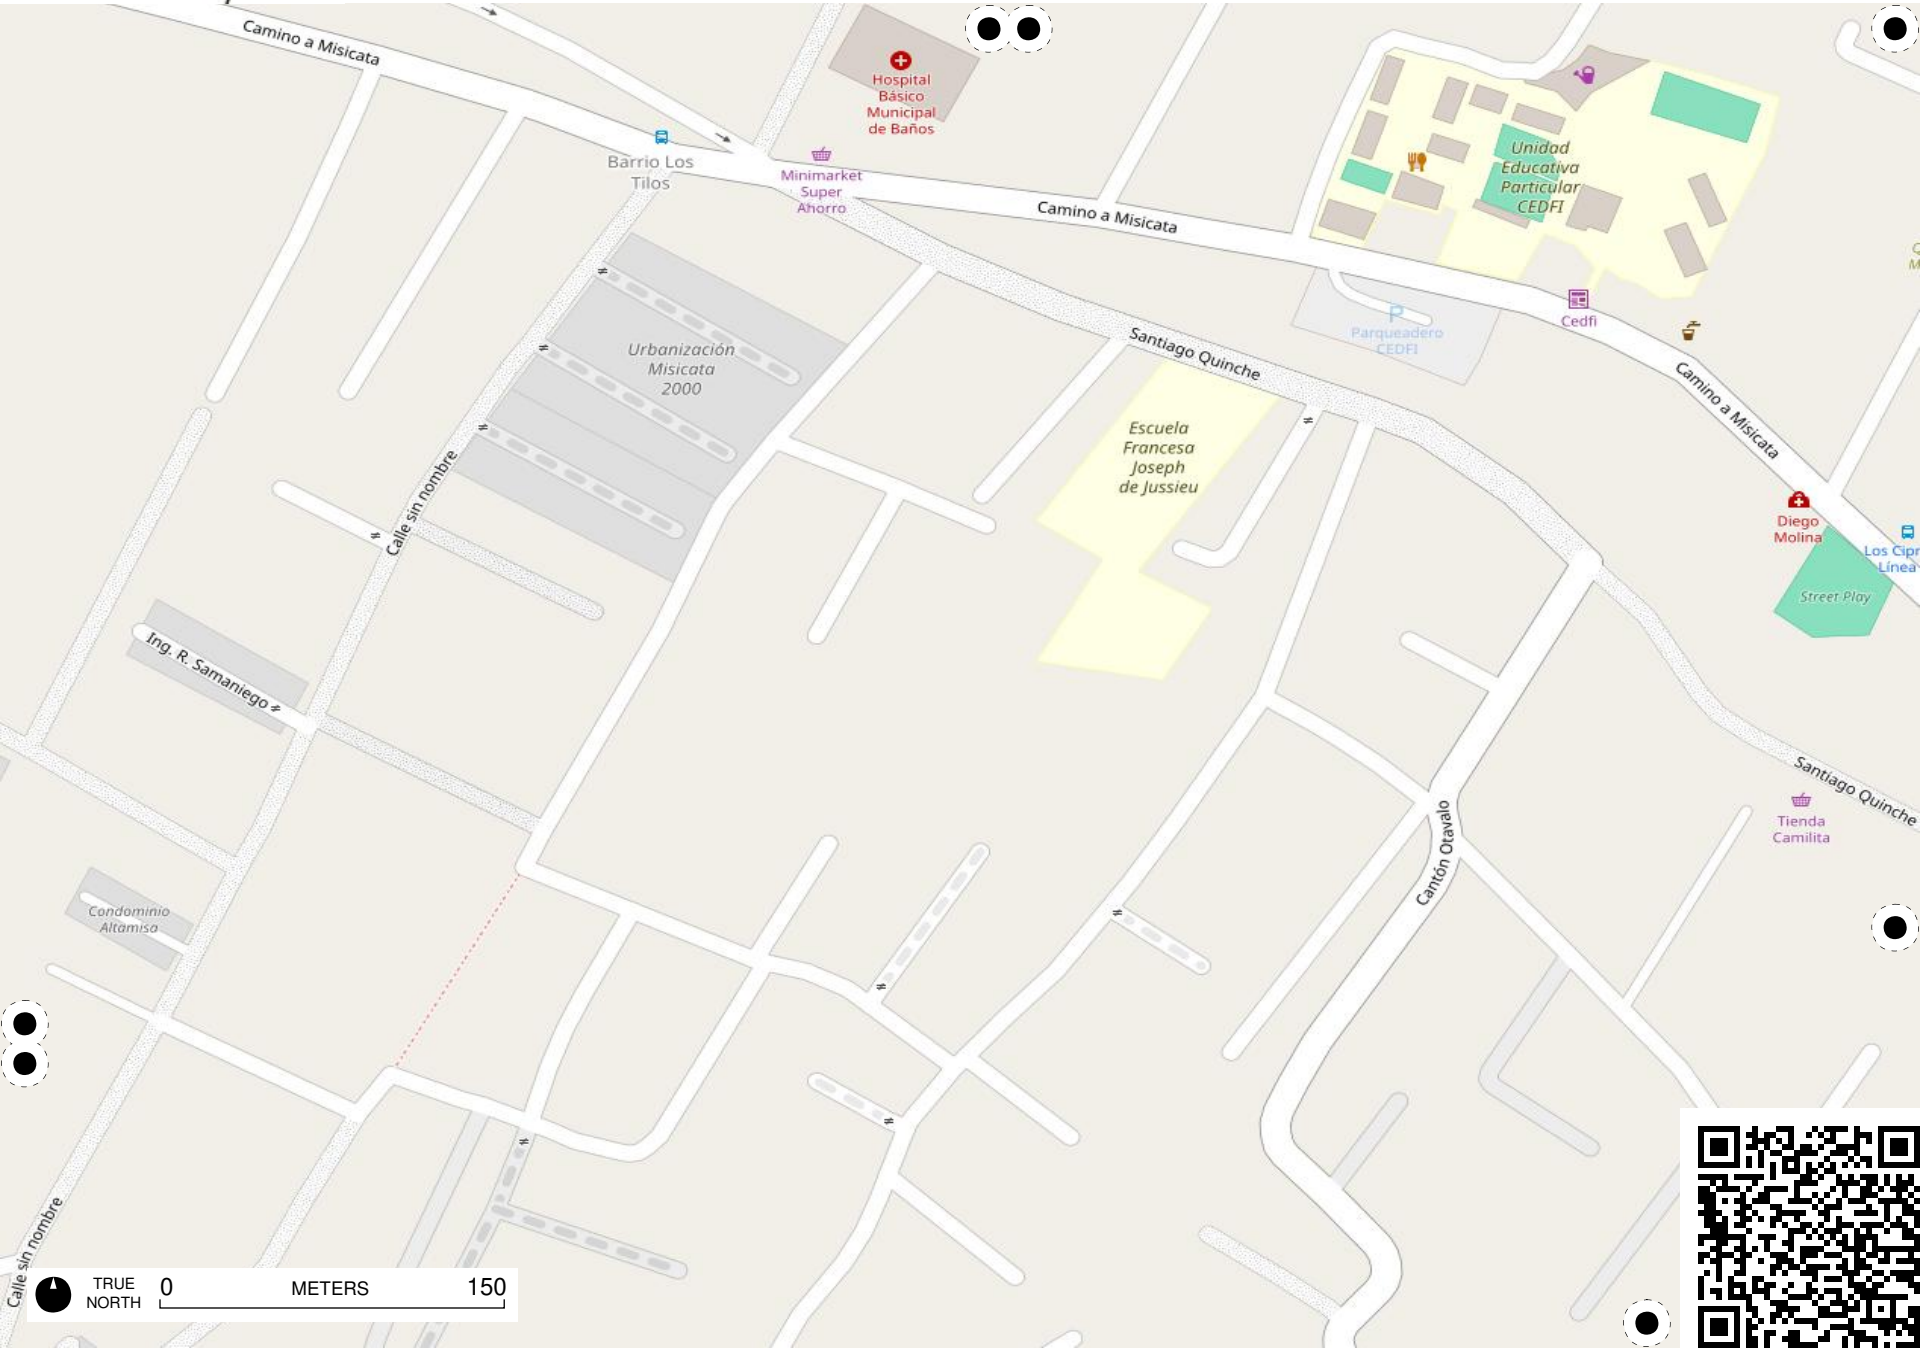 Camino a Misicata
Hospital
Básico
Municipal
de Baños
Barrio Los
Tilos
Minimarket
Super
Ahorro
Camino a Misicata
Unidad
Educativa
Particular
CEDFI
Cedfi
P
Parqueadero
CEDFI
Santiago Quinche
Camino a Misicata
Urbanización
Misicata
2000
Escuela
Francesa
Joseph
de Jussieu
Calle sin nombre
Diego
Molina
Los Cipr
Línea
Street Play
Ing. R. Samaniego
Santiago Quinche
Tienda
Camilita
Cantón Otavalo
Condominio
Altamisa
Calle sin nombre
TRUE
NORTH
0 METERS 150